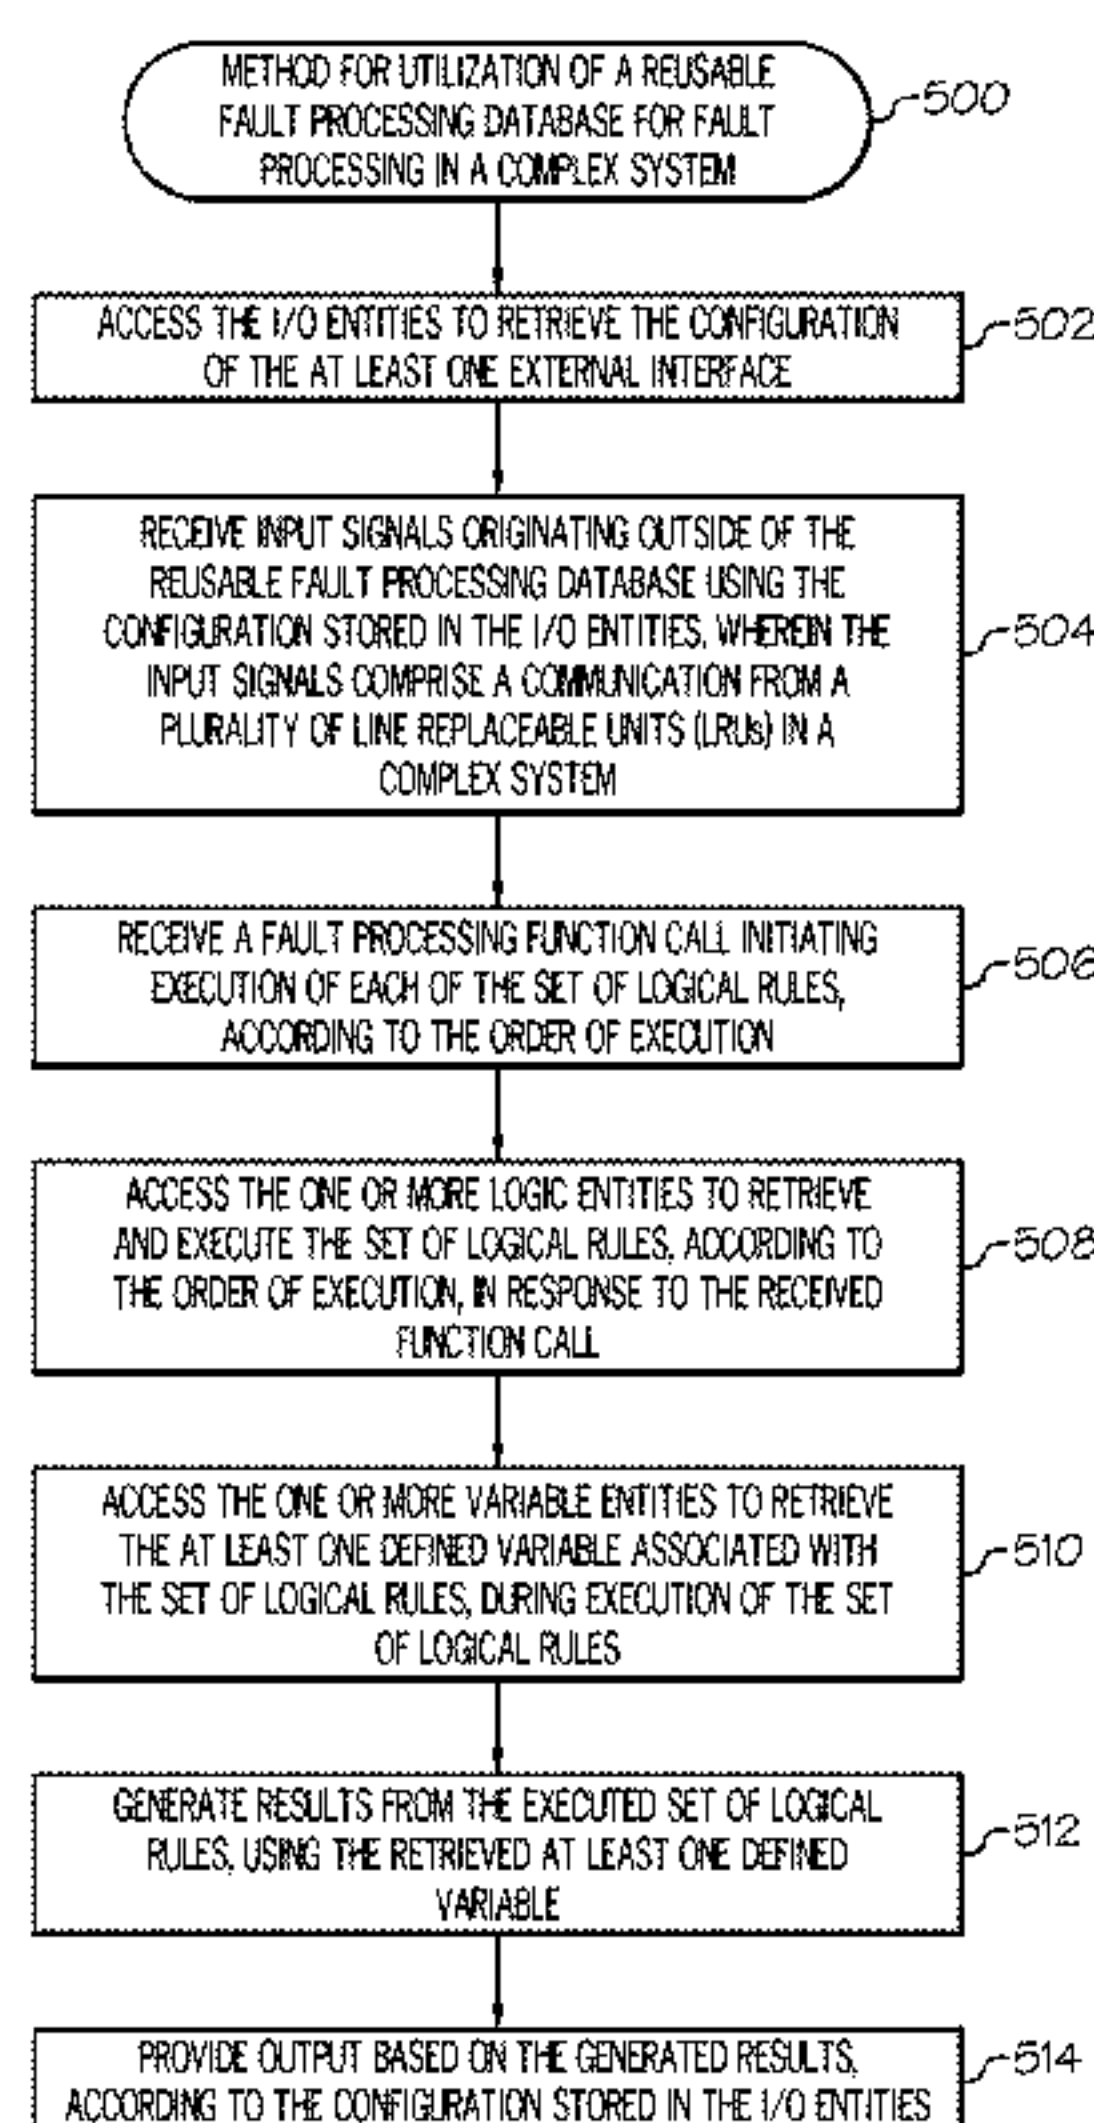 METHOD FOR UTILIZATION OF A REUSABLE
FAULT PROCESSING DATABASE FOR FAULT
PROCESSING IN A COMPLEX SYSTEM
500
ACCESS THE I/O ENTITIES TO RETRIEVE THE CONFIGURATION
OF THE AT LEAST ONE EXTERNAL INTERFACE
502
RECEIVE INPUT SIGNALS ORIGINATING OUTSIDE OF THE
REUSABLE FAULT PROCESSING DATABASE USING THE
CONFIGURATION STORED IN THE I/O ENTITIES, WHEREIN THE
INPUT SIGNALS COMPRISE A COMMUNICATION FROM A
PLURALITY OF LINE REPLACEABLE UNITS (LRUs) IN A
COMPLEX SYSTEM
504
RECEIVE A FAULT PROCESSING FUNCTION CALL INITIATING
EXECUTION OF EACH OF THE SET OF LOGICAL RULES,
ACCORDING TO THE ORDER OF EXECUTION
506
ACCESS THE ONE OR MORE LOGIC ENTITIES TO RETRIEVE
AND EXECUTE THE SET OF LOGICAL RULES, ACCORDING TO
THE ORDER OF EXECUTION, IN RESPONSE TO THE RECEIVED
FUNCTION CALL
508
ACCESS THE ONE OR MORE VARIABLE ENTITIES TO RETRIEVE
THE AT LEAST ONE DEFINED VARIABLE ASSOCIATED WITH
THE SET OF LOGICAL RULES, DURING EXECUTION OF THE SET
OF LOGICAL RULES
510
GENERATE RESULTS FROM THE EXECUTED SET OF LOGICAL
RULES, USING THE RETRIEVED AT LEAST ONE DEFINED
VARIABLE
512
PROVIDE OUTPUT BASED ON THE GENERATED RESULTS,
ACCORDING TO THE CONFIGURATION STORED IN THE I/O ENTITIES
514